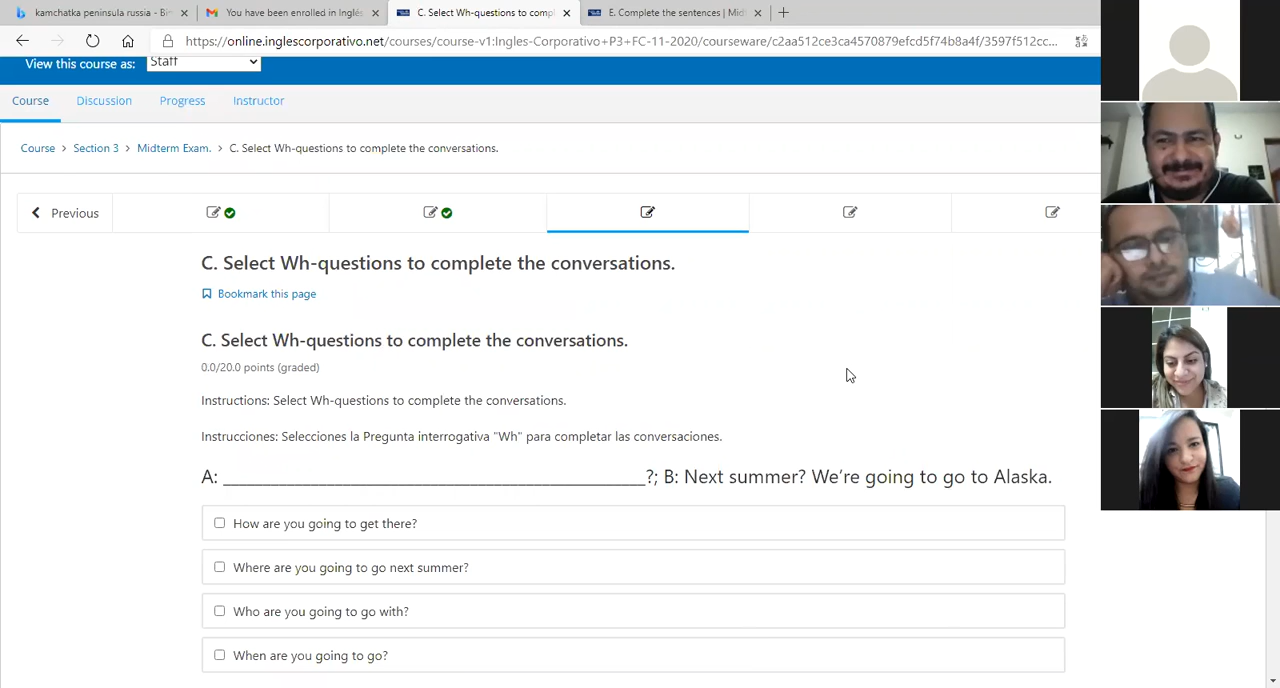 kamchatka peninsula russia - Bin
You have been enrolled in Inglés
C. Select Wh-questions to compl
E. Complete the sentences | Mid
https://online.inglescorporativo.net/courses/course-v1:Ingles-Corporativo+P3+FC-11-2020/courseware/c2aa512ce3ca4570879efcd5f74b8a4f/3597f512cc...
View this course as: Staff
Course Discussion Progress Instructor
Course > Section 3 > Midterm Exam. > C. Select Wh-questions to complete the conversations.
Previous
C. Select Wh-questions to complete the conversations.
Bookmark this page
C. Select Wh-questions to complete the conversations.
0.0/20.0 points (graded)
Instructions: Select Wh-questions to complete the conversations.
Instrucciones: Selecciones la Pregunta interrogativa "Wh" para completar las conversaciones.
A: __________________________________________?; B: Next summer? We're going to go to Alaska.
How are you going to get there?
Where are you going to go next summer?
Who are you going to go with?
When are you going to go?